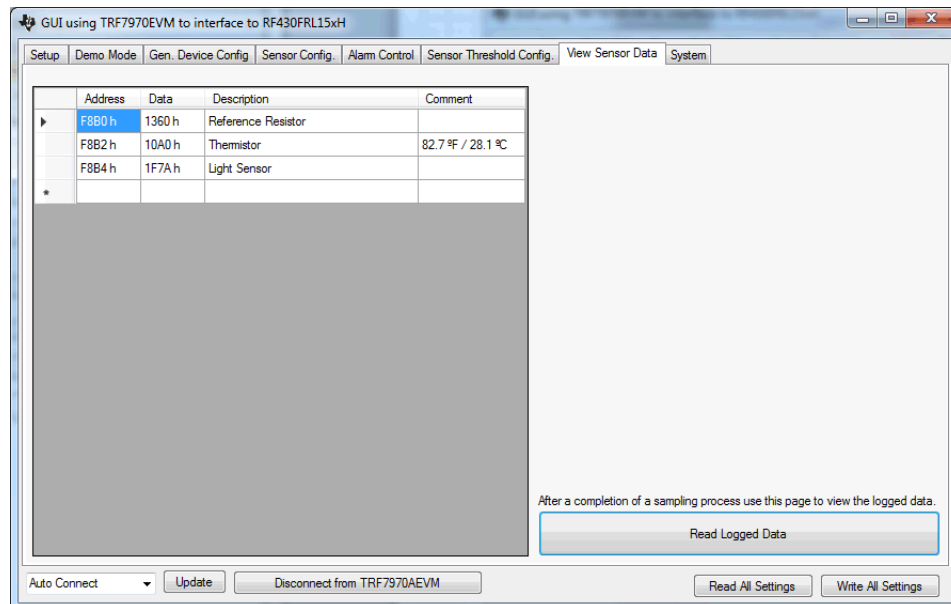 GUI using TRF7970EVM to interface to RF430FRL15xH
Setup Demo Mode Gen. Device Config Sensor Config. Alarm Control Sensor Threshold Config. View Sensor Data System
Address Data Description Comment
F8B0 h 1360 h Reference Resistor
F8B2 h 10A0 h Thermistor 82.7 ºF / 28.1 ºC
F8B4 h 1F7A h Light Sensor
*
After a completion of a sampling process use this page to view the logged data.
Read Logged Data
Auto Connect Update Disconnect from TRF7970AEVM Read All Settings Write All Settings